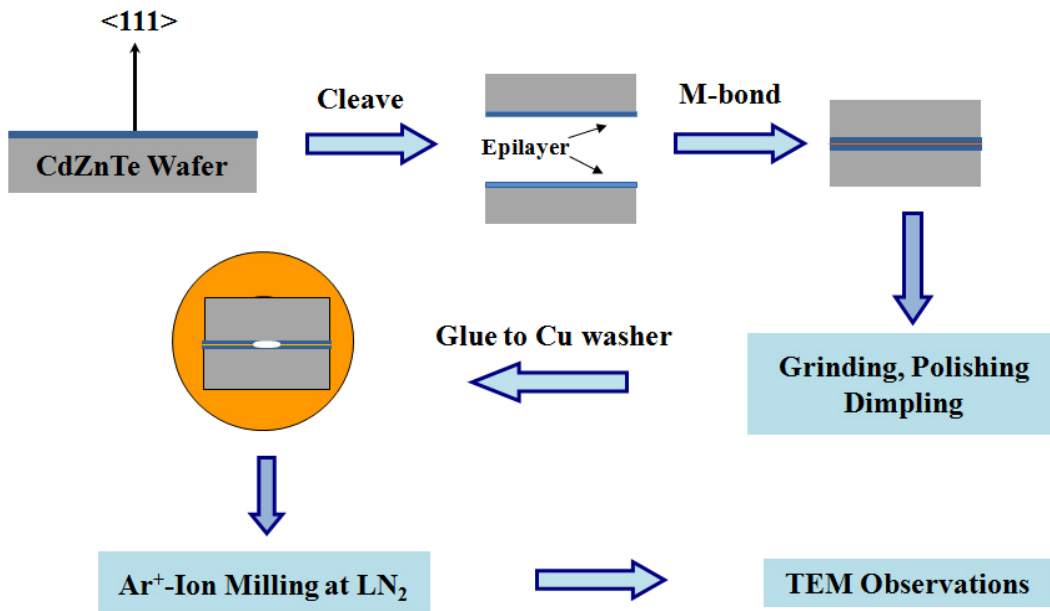 <111>
Cleave
M-bond
Epilayer
CdZnTe Wafer
Glue to Cu washer
Grinding, Polishing
Dimpling
Ar⁺-Ion Milling at LN₂
TEM Observations